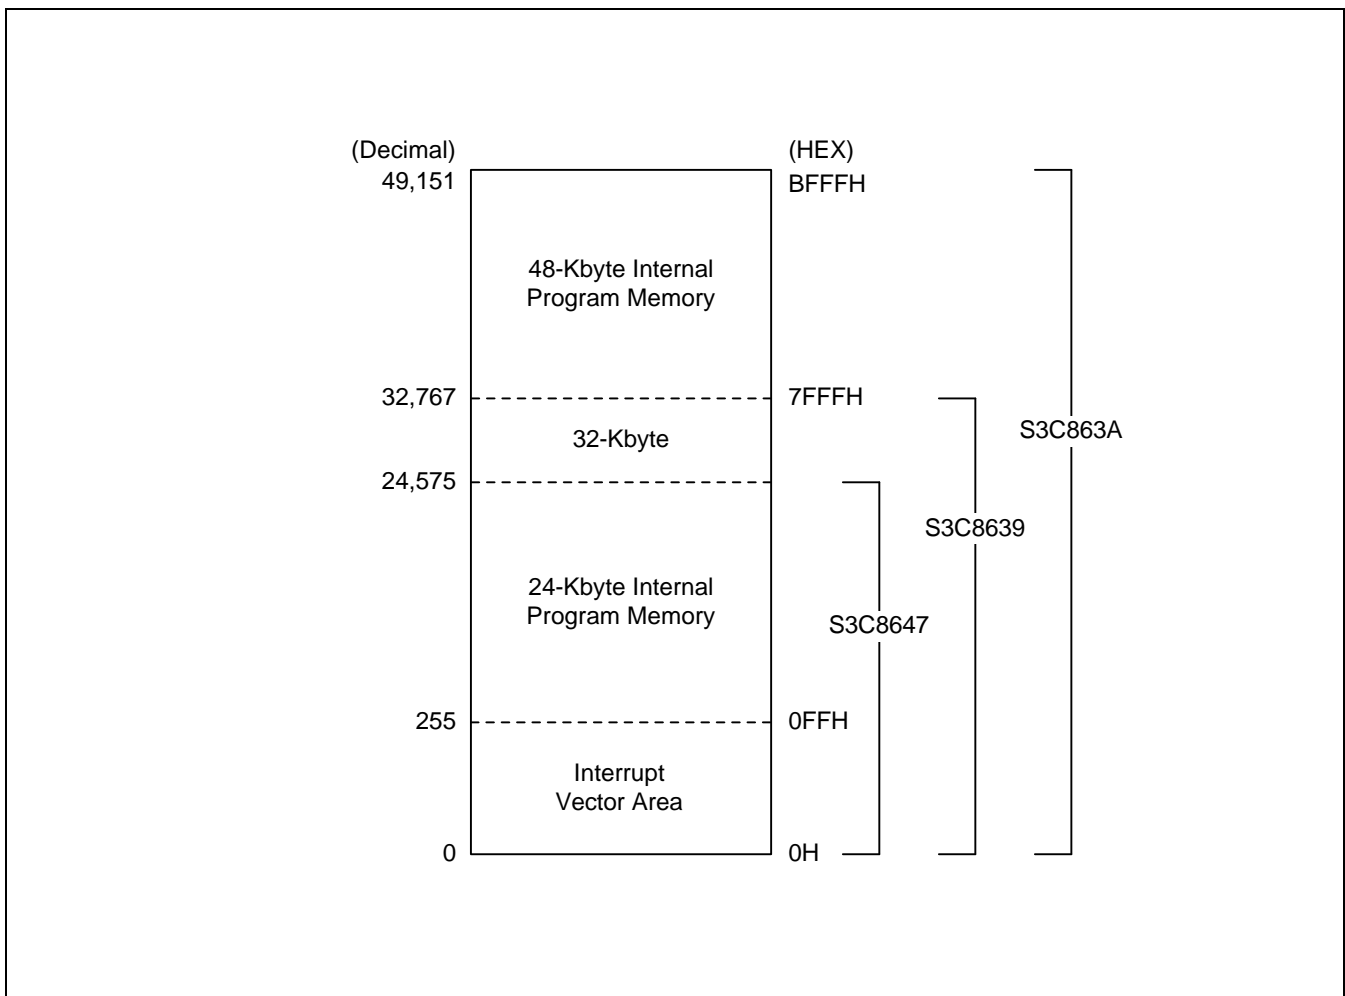 (Decimal)
(HEX)
49,151
BFFFH
48-Kbyte Internal
Program Memory
32,767
7FFFH
S3C863A
32-Kbyte
24,575
S3C8639
24-Kbyte Internal
Program Memory
S3C8647
255
0FFH
Interrupt
Vector Area
0
0H